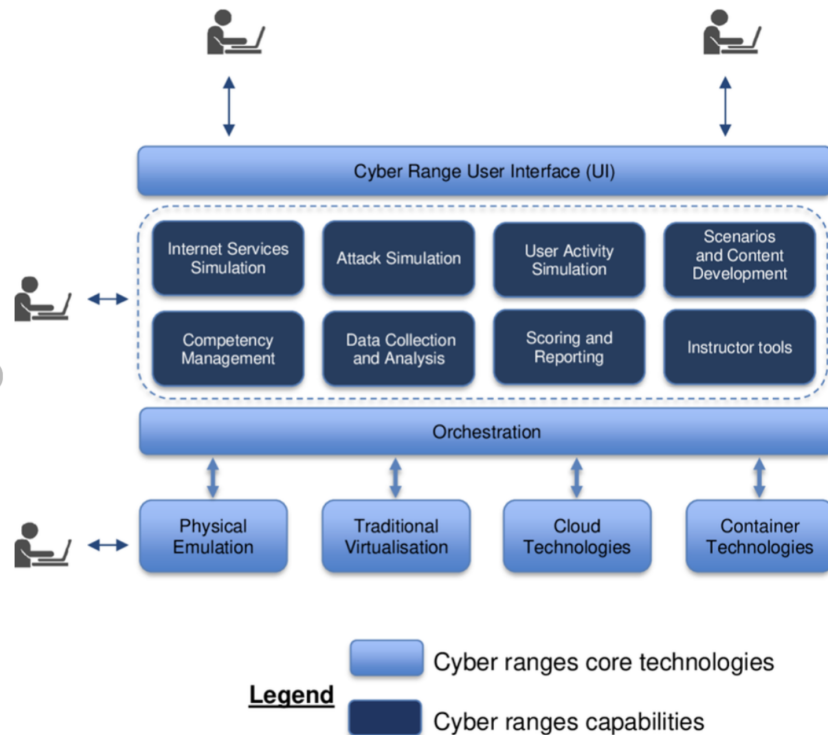 Cyber Range User Interface (UI)
Internet Services
Simulation
Attack Simulation
User Activity
Simulation
Scenarios
and Content
Development
Competency
Management
Data Collection
and Analysis
Scoring and
Reporting
Instructor tools
Orchestration
Physical
Emulation
Traditional
Virtualisation
Cloud
Technologies
Container
Technologies
Legend
Cyber ranges core technologies
Cyber ranges capabilities